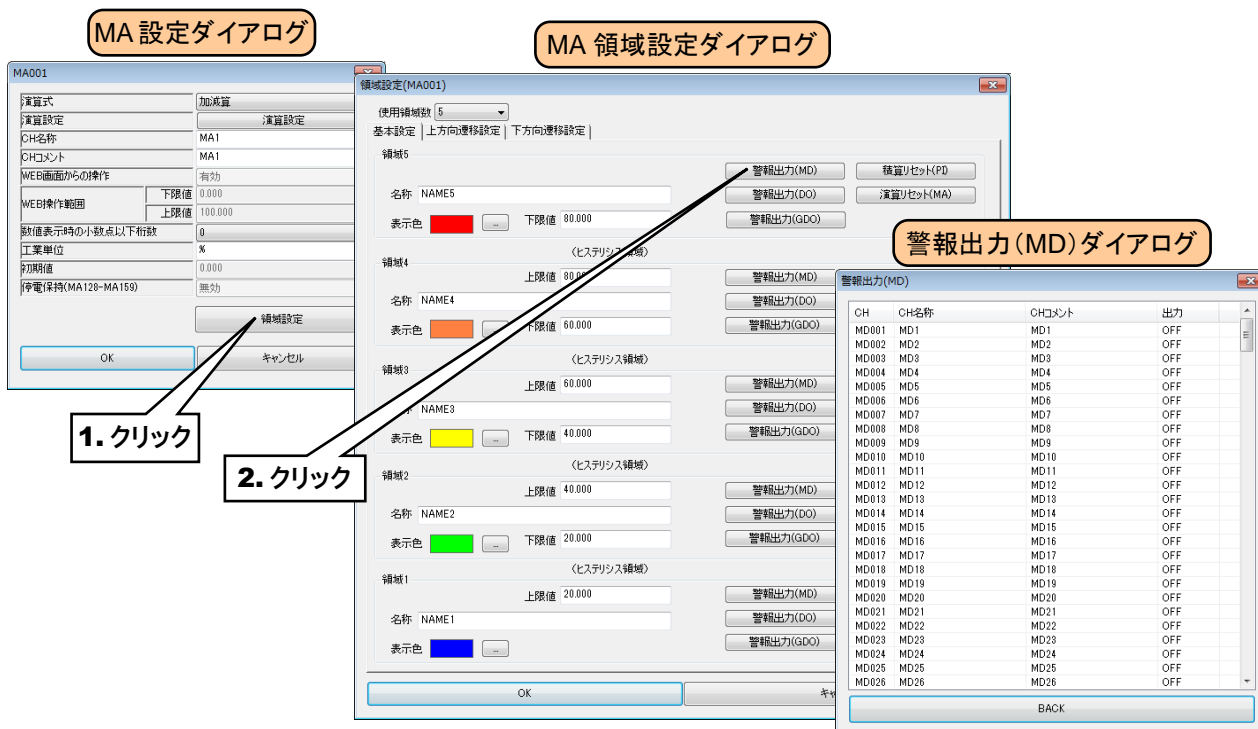 MA 設定ダイアログ
MA001
演算式 加減算
演算設定 演算設定
CH名称 MA1
CHコメント MA1
WEB画面からの操作 有効
WEB操作範囲 下限値 0.000
上限値 100.000
数値表示時の小数点以下桁数 0
工業単位 %
初期値 0.000
停電保持(MA128-MA159) 無効
領域設定
OK キャンセル
1. クリック
MA 領域設定ダイアログ
領域設定(MA001)
使用領域数 5
基本設定 上方向遷移設定 下方向遷移設定
領域5
警報出力(MD) 積算リセット(PI)
名称 NAME5 警報出力(DO) 演算リセット(MA)
表示色 ... 下限値 80.000 警報出力(GDO)
(ヒステリシス領域)
領域4
上限値 80.000 警報出力(MD)
名称 NAME4 警報出力(DO)
表示色 下限値 60.000 警報出力(GDO)
(ヒステリシス領域)
領域3
上限値 60.000 警報出力(MD)
NAME3 警報出力(DO)
表示色 ... 下限値 40.000 警報出力(GDO)
(ヒステリシス領域)
領域2
上限値 40.000 警報出力(MD)
名称 NAME2 警報出力(DO)
表示色 ... 下限値 20.000 警報出力(GDO)
(ヒステリシス領域)
領域1
上限値 20.000 警報出力(MD)
名称 NAME1 警報出力(DO)
表示色 ... 警報出力(GDO)
OK
2. クリック
警報出力(MD)ダイアログ
警報出力(MD)
CH CH名称 CHコメント 出力
MD001 MD1 MD1 OFF
MD002 MD2 MD2 OFF
MD003 MD3 MD3 OFF
MD004 MD4 MD4 OFF
MD005 MD5 MD5 OFF
MD006 MD6 MD6 OFF
MD007 MD7 MD7 OFF
MD008 MD8 MD8 OFF
MD009 MD9 MD9 OFF
MD010 MD10 MD10 OFF
MD011 MD11 MD11 OFF
MD012 MD12 MD12 OFF
MD013 MD13 MD13 OFF
MD014 MD14 MD14 OFF
MD015 MD15 MD15 OFF
MD016 MD16 MD16 OFF
MD017 MD17 MD17 OFF
MD018 MD18 MD18 OFF
MD019 MD19 MD19 OFF
MD020 MD20 MD20 OFF
MD021 MD21 MD21 OFF
MD022 MD22 MD22 OFF
MD023 MD23 MD23 OFF
MD024 MD24 MD24 OFF
MD025 MD25 MD25 OFF
MD026 MD26 MD26 OFF
BACK